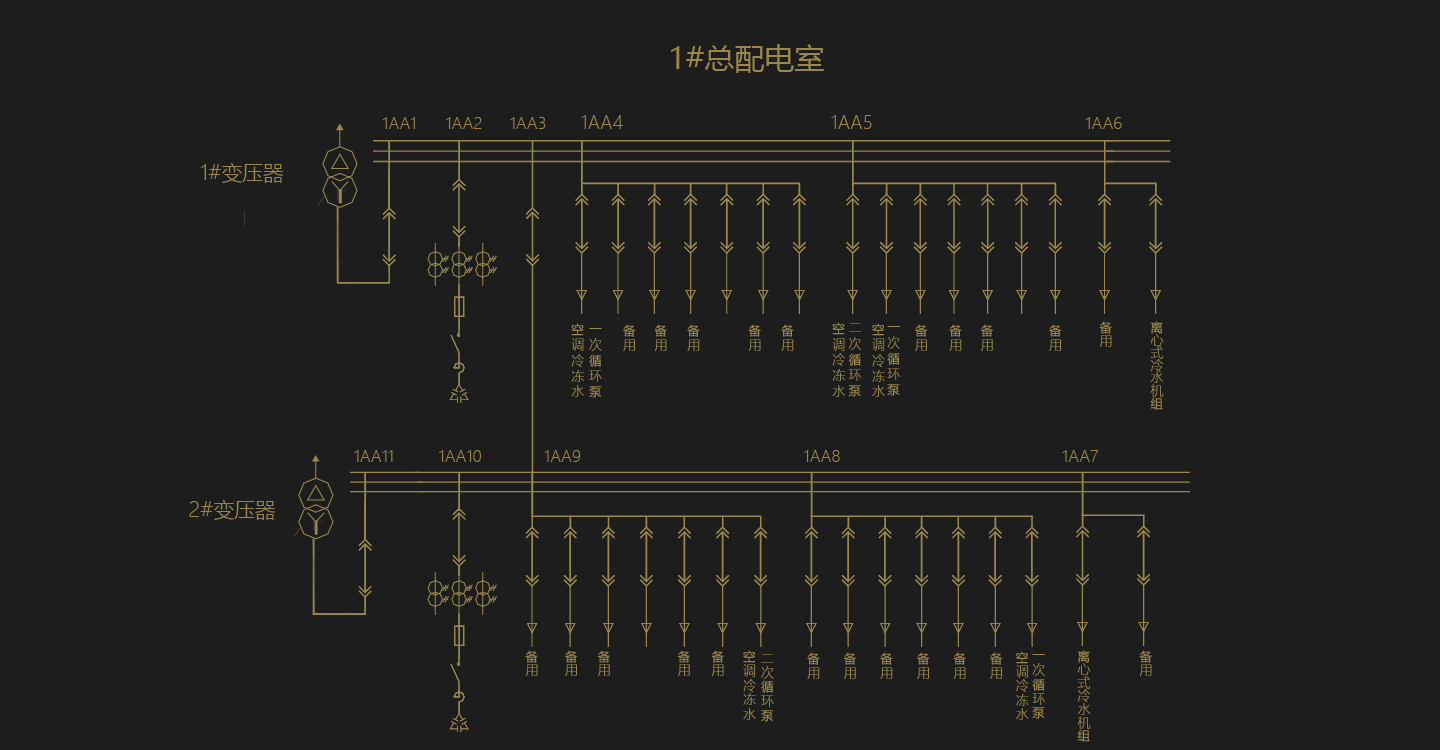 1#总配电室
1AA1
1AA2
1AA3
1AA4
1AA5
1AA6
1#变压器
空调冷冻水
一次循环泵
备用
备用
备用
备用
备用
空调冷冻水
二次循环泵
空调冷冻水
一次循环泵
备用
备用
备用
备用
备用
离心式冷水机组
1AA11
1AA10
1AA9
1AA8
1AA7
2#变压器
备用
备用
备用
备用
备用
空调冷冻水
二次循环泵
备用
备用
备用
备用
备用
备用
空调冷冻水
一次循环泵
离心式冷水机组
备用